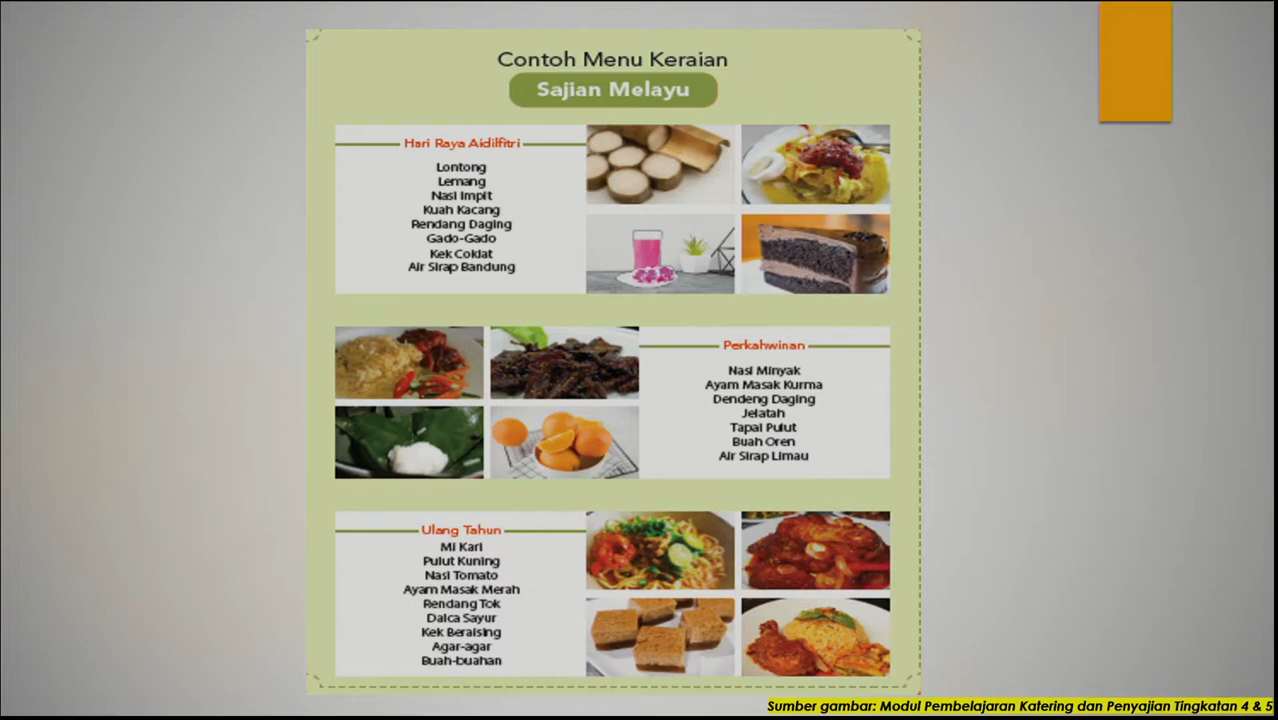 Contoh Menu Keraian
Sajian Melayu
Hari Raya Aidilfitri
Lontong
Lemang
Nasi Impit
Kuah Kacang
Rendang Daging
Gado-Gado
Kek Coklat
Air Sirap Bandung
Perkahwinan
Nasi Minyak
Ayam Masak Kurma
Dendeng Daging
Jelatah
Tapai Pulut
Buah Oren
Air Sirap Limau
Ulang Tahun
Mi Kari
Pulut Kuning
Nasi Tomato
Ayam Masak Merah
Rendang Tok
Dalca Sayur
Kek Beraising
Agar-agar
Buah-buahan
Sumber gambar: Modul Pembelajaran Katering dan Penyajian Tingkatan 4 & 5